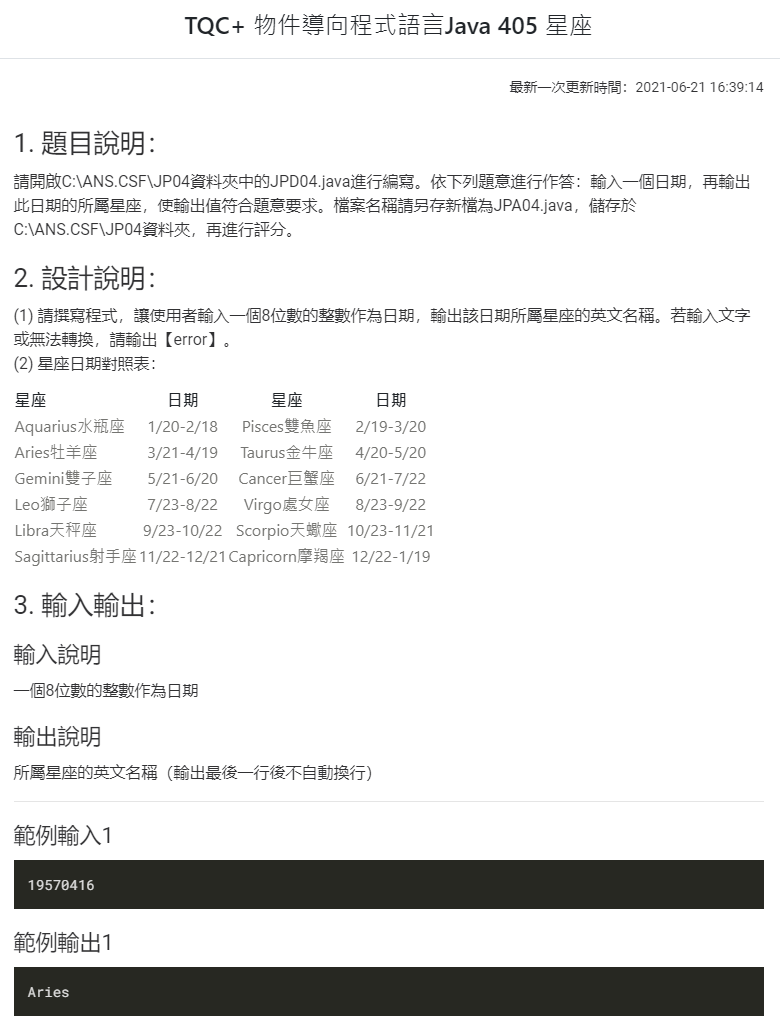 TQC+ 物件導向程式語言Java 405 星座
最新一次更新時間：2021-06-21 16:39:14
1. 題目說明：
請開啟C:\ANS.CSF\JP04資料夾中的JPD04.java進行編寫。依下列題意進行作答：輸入一個日期，再輸出
此日期的所屬星座，使輸出值符合題意要求。檔案名稱請另存新檔為JPA04.java，儲存於
C:\ANS.CSF\JP04資料夾，再進行評分。
2. 設計說明：
(1) 請撰寫程式，讓使用者輸入一個8位數的整數作為日期，輸出該日期所屬星座的英文名稱。若輸入文字
或無法轉換，請輸出【error】。
(2) 星座日期對照表：
星座 日期 星座 日期
Aquarius水瓶座 1/20-2/18 Pisces雙魚座 2/19-3/20
Aries牡羊座 3/21-4/19 Taurus金牛座 4/20-5/20
Gemini雙子座 5/21-6/20 Cancer巨蟹座 6/21-7/22
Leo獅子座 7/23-8/22 Virgo處女座 8/23-9/22
Libra天秤座 9/23-10/22 Scorpio天蠍座 10/23-11/21
Sagittarius射手座 11/22-12/21 Capricorn摩羯座 12/22-1/19
3. 輸入輸出：
輸入說明
一個8位數的整數作為日期
輸出說明
所屬星座的英文名稱（輸出最後一行後不自動換行）
範例輸入1
19570416
範例輸出1
Aries